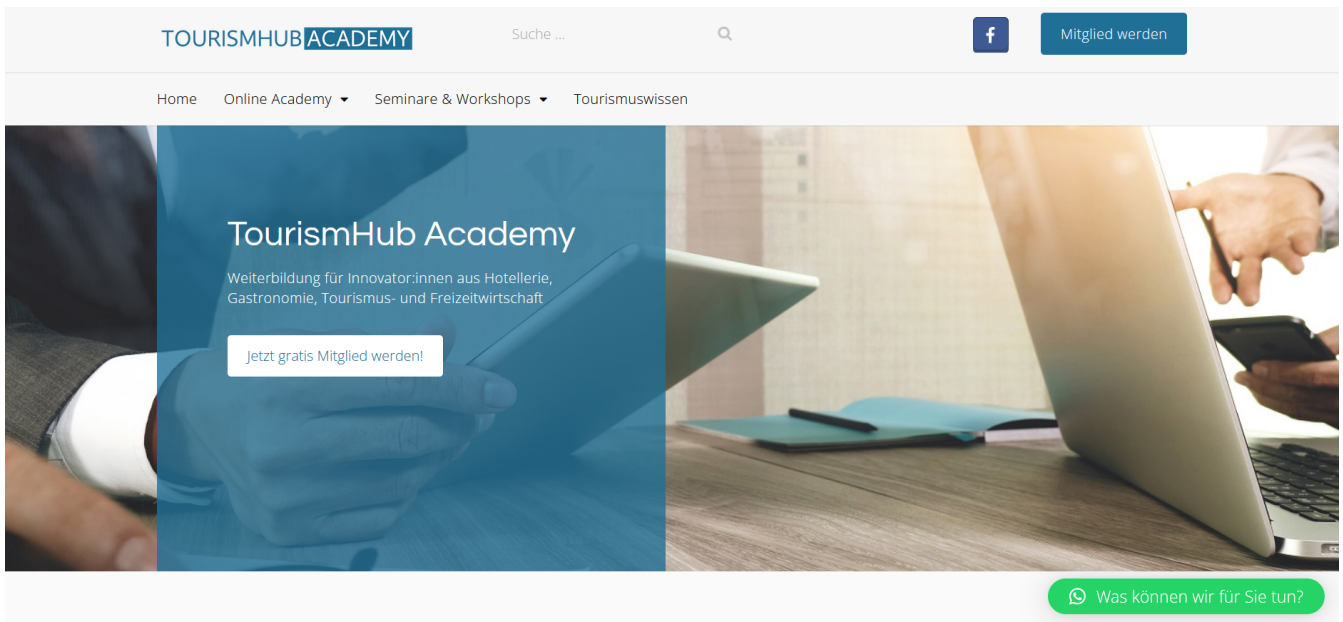 TOURISMHUB ACADEMY
Suche ...
Mitglied werden
Home
Online Academy
Seminare & Workshops
Tourismuswissen
TourismHub Academy
Weiterbildung für Innovator:innen aus Hotellerie,
Gastronomie, Tourismus- und Freizeitwirtschaft
Jetzt gratis Mitglied werden!
Was können wir für Sie tun?